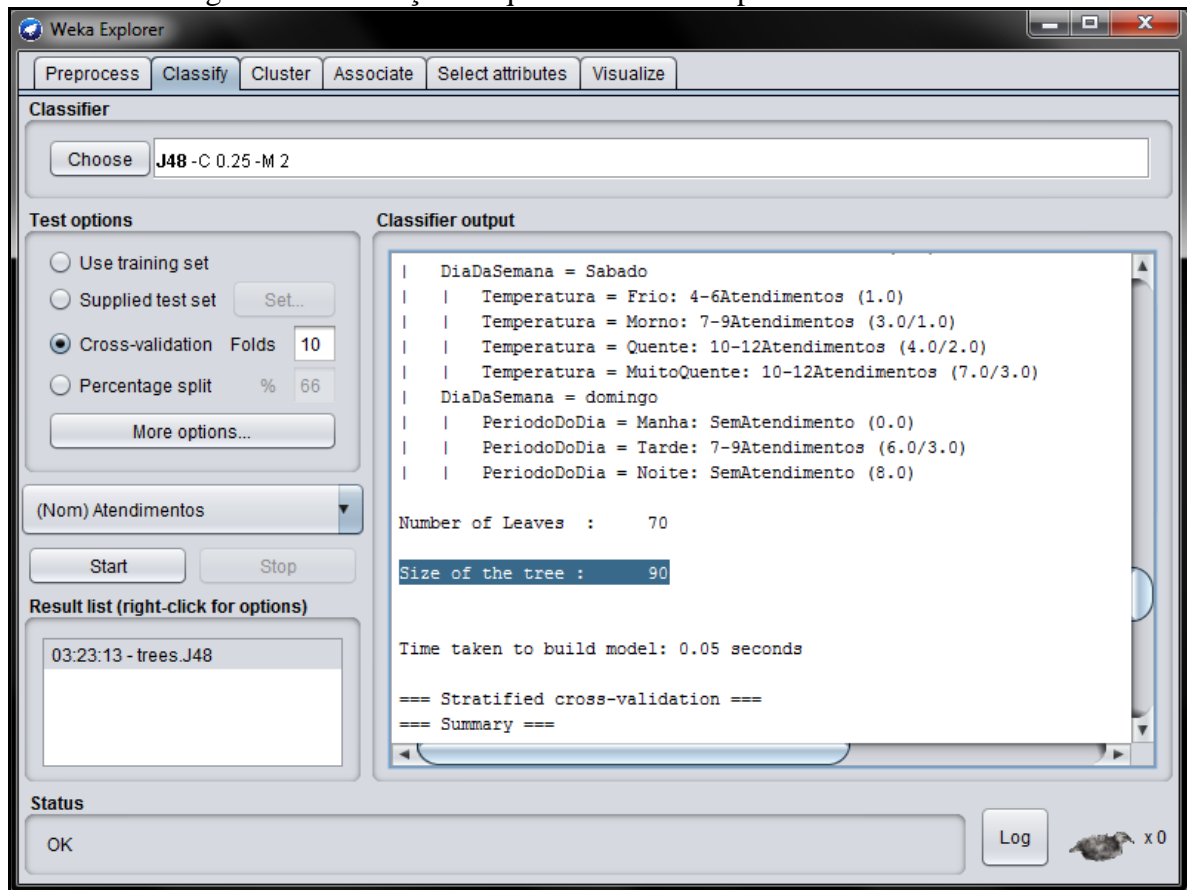 Weka Explorer
Preprocess Classify Cluster Associate Select attributes Visualize
Classifier
Choose J48 -C 0.25 -M 2
Test options
Use training set
Supplied test set Set...
Cross-validation Folds 10
Percentage split % 66
More options...
(Nom) Atendimentos
Start Stop
Result list (right-click for options)
03:23:13 - trees.J48
Classifier output
| DiaDaSemana = Sabado
| | Temperatura = Frio: 4-6Atendimentos (1.0)
| | Temperatura = Morno: 7-9Atendimentos (3.0/1.0)
| | Temperatura = Quente: 10-12Atendimentos (4.0/2.0)
| | Temperatura = MuitoQuente: 10-12Atendimentos (7.0/3.0)
| DiaDaSemana = domingo
| | PeriodoDoDia = Manha: SemAtendimento (0.0)
| | PeriodoDoDia = Tarde: 7-9Atendimentos (6.0/3.0)
| | PeriodoDoDia = Noite: SemAtendimento (8.0)
Number of Leaves : 70
Size of the tree : 90
Time taken to build model: 0.05 seconds
=== Stratified cross-validation ===
=== Summary ===
Status
OK
Log x 0